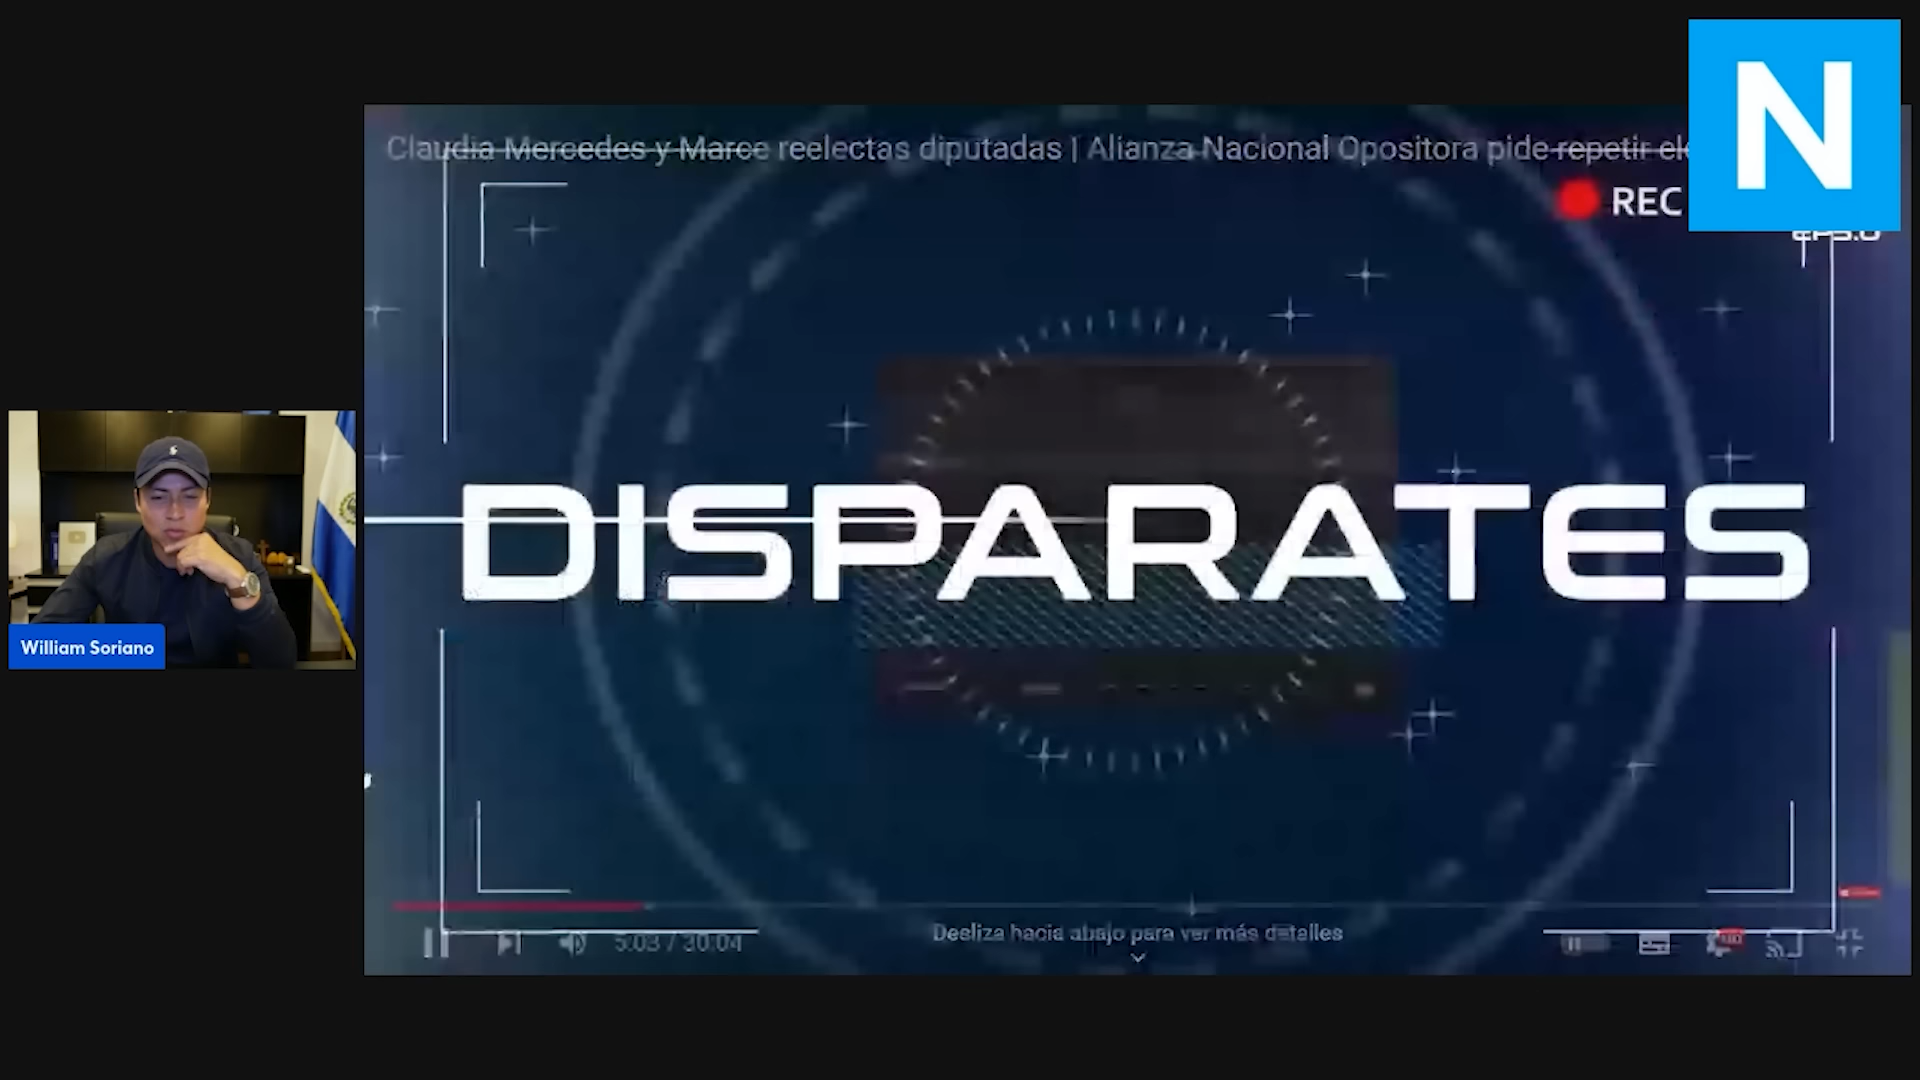 N
Claudia Mercedes y Marce reelectas diputadas | Alianza Nacional Opositora pide repetir
REC
DISPARATES
William Soriano
5:03 / 30:04
Desliza hacia abajo para ver más detalles